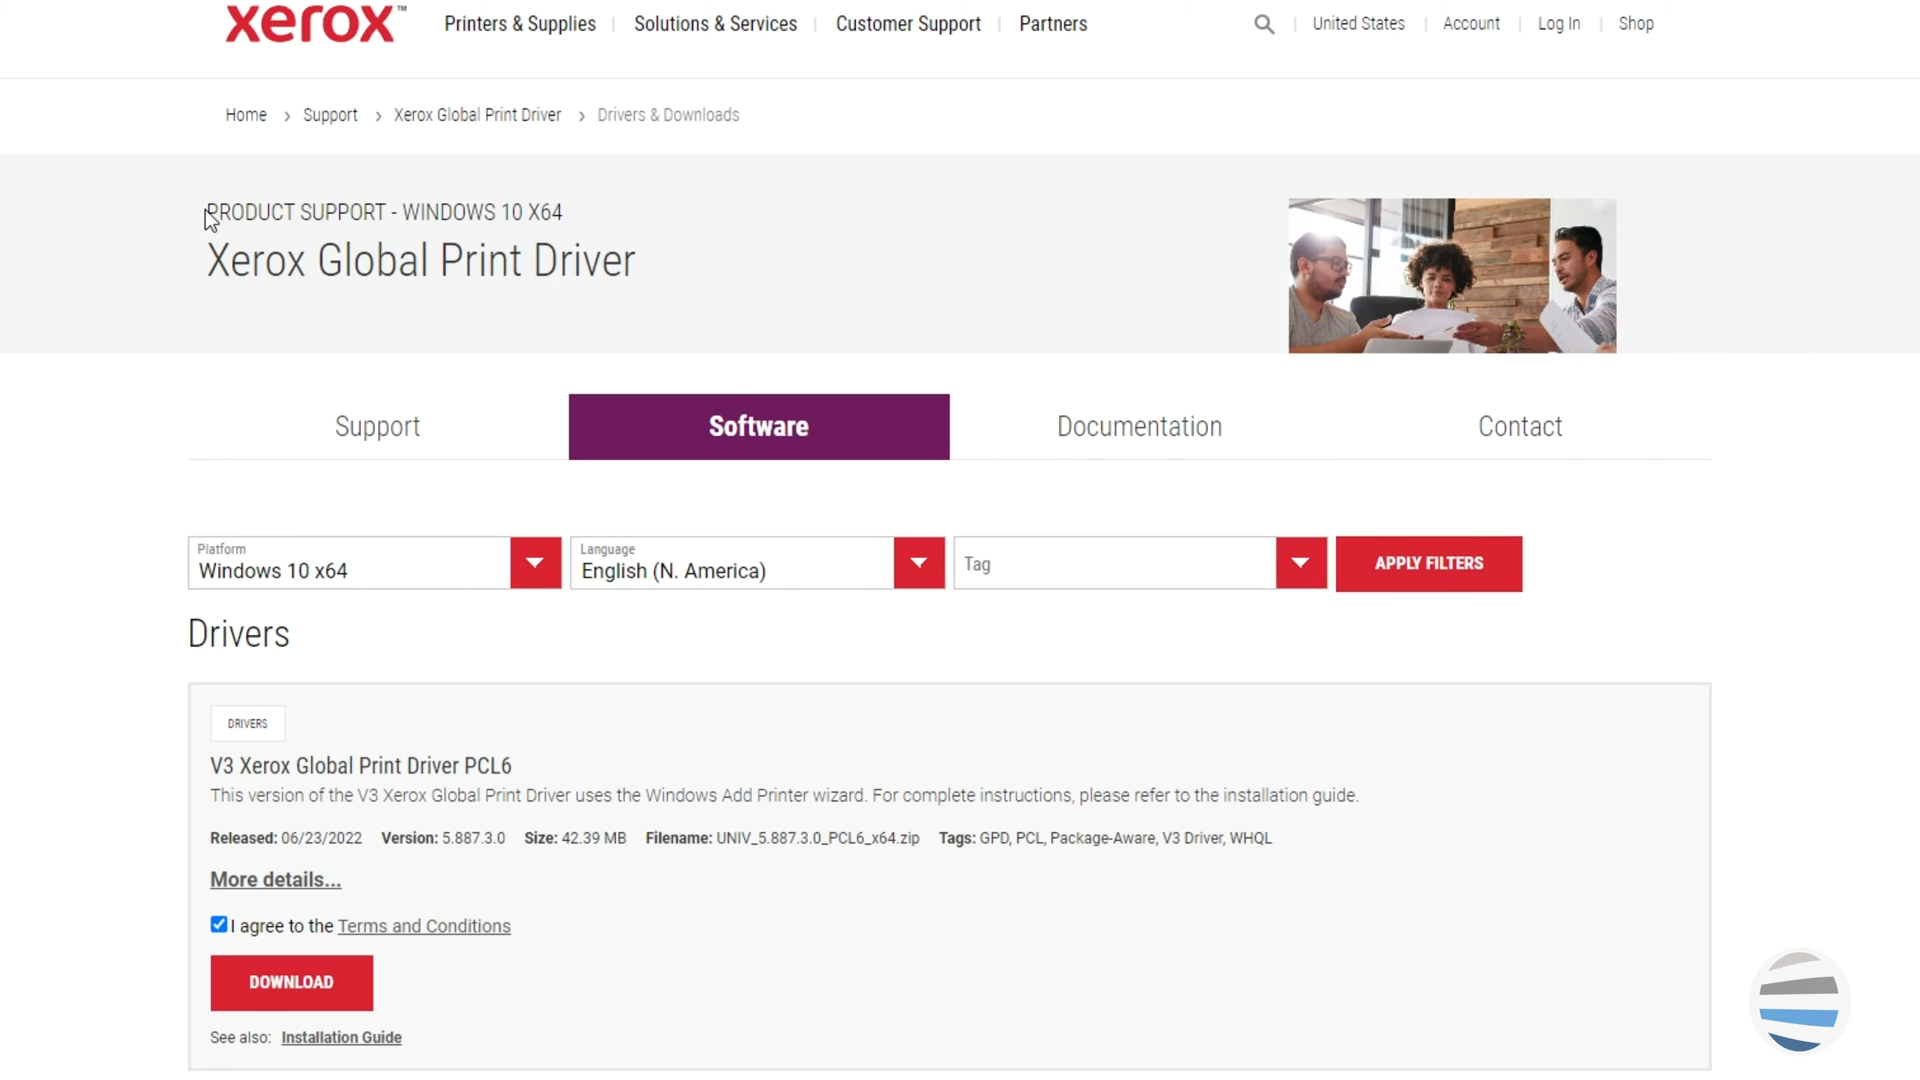 xerox™
Printers & Supplies | Solutions & Services | Customer Support | Partners
United States | Account | Log In | Shop
Home › Support › Xerox Global Print Driver › Drivers & Downloads
PRODUCT SUPPORT - WINDOWS 10 X64
Xerox Global Print Driver
Support Software Documentation Contact
Platform
Windows 10 x64
Language
English (N. America)
Tag
APPLY FILTERS
Drivers
DRIVERS
V3 Xerox Global Print Driver PCL6
This version of the V3 Xerox Global Print Driver uses the Windows Add Printer wizard. For complete instructions, please refer to the installation guide.
Released: 06/23/2022 Version: 5.887.3.0 Size: 42.39 MB Filename: UNIV_5.887.3.0_PCL6_x64.zip Tags: GPD, PCL, Package-Aware, V3 Driver, WHQL
More details...
I agree to the Terms and Conditions
DOWNLOAD
See also: Installation Guide